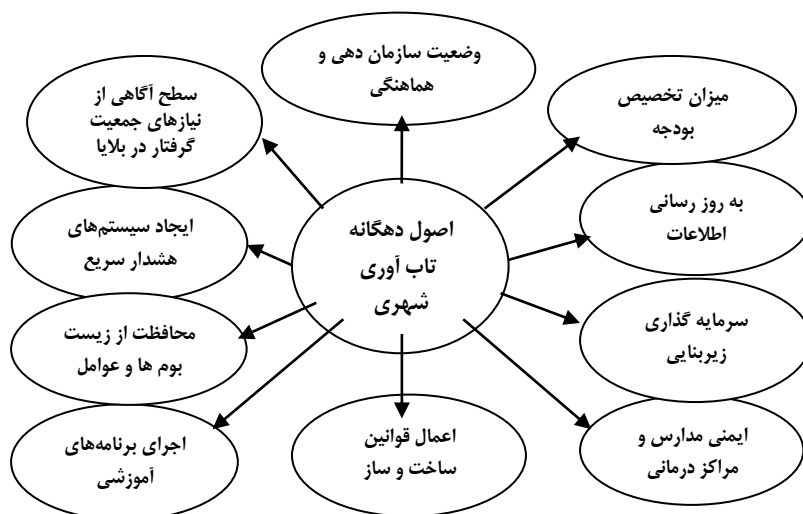 وضعیت سازمان دهی و
هماهنگی
میزان تخصیص
بودجه
به روز رسانی
اطلاعات
سرمایه گذاری
زیربنایی
ایمنی مدارس و
مراکز درمانی
اعمال قوانین
ساخت و ساز
اجرای برنامه‌های
آموزشی
محافظت از زیست
بوم ها و عوامل
ایجاد سیستم‌های
هشدار سریع
سطح آگاهی از
نیازهای جمعیت
گرفتار در بلایا
اصول دهگانه
تاب آوری
شهری